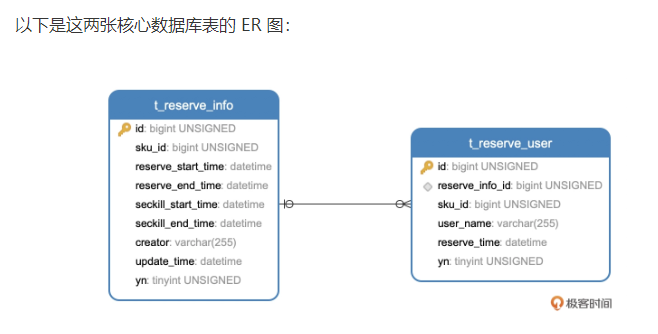 以下是这两张核心数据库表的 ER 图：
t_reserve_info
id: bigint UNSIGNED
sku_id: bigint UNSIGNED
reserve_start_time: datetime
reserve_end_time: datetime
seckill_start_time: datetime
seckill_end_time: datetime
creator: varchar(255)
update_time: datetime
yn: tinyint UNSIGNED
t_reserve_user
id: bigint UNSIGNED
reserve_info_id: bigint UNSIGNED
sku_id: bigint UNSIGNED
user_name: varchar(255)
reserve_time: datetime
yn: tinyint UNSIGNED
极客时间